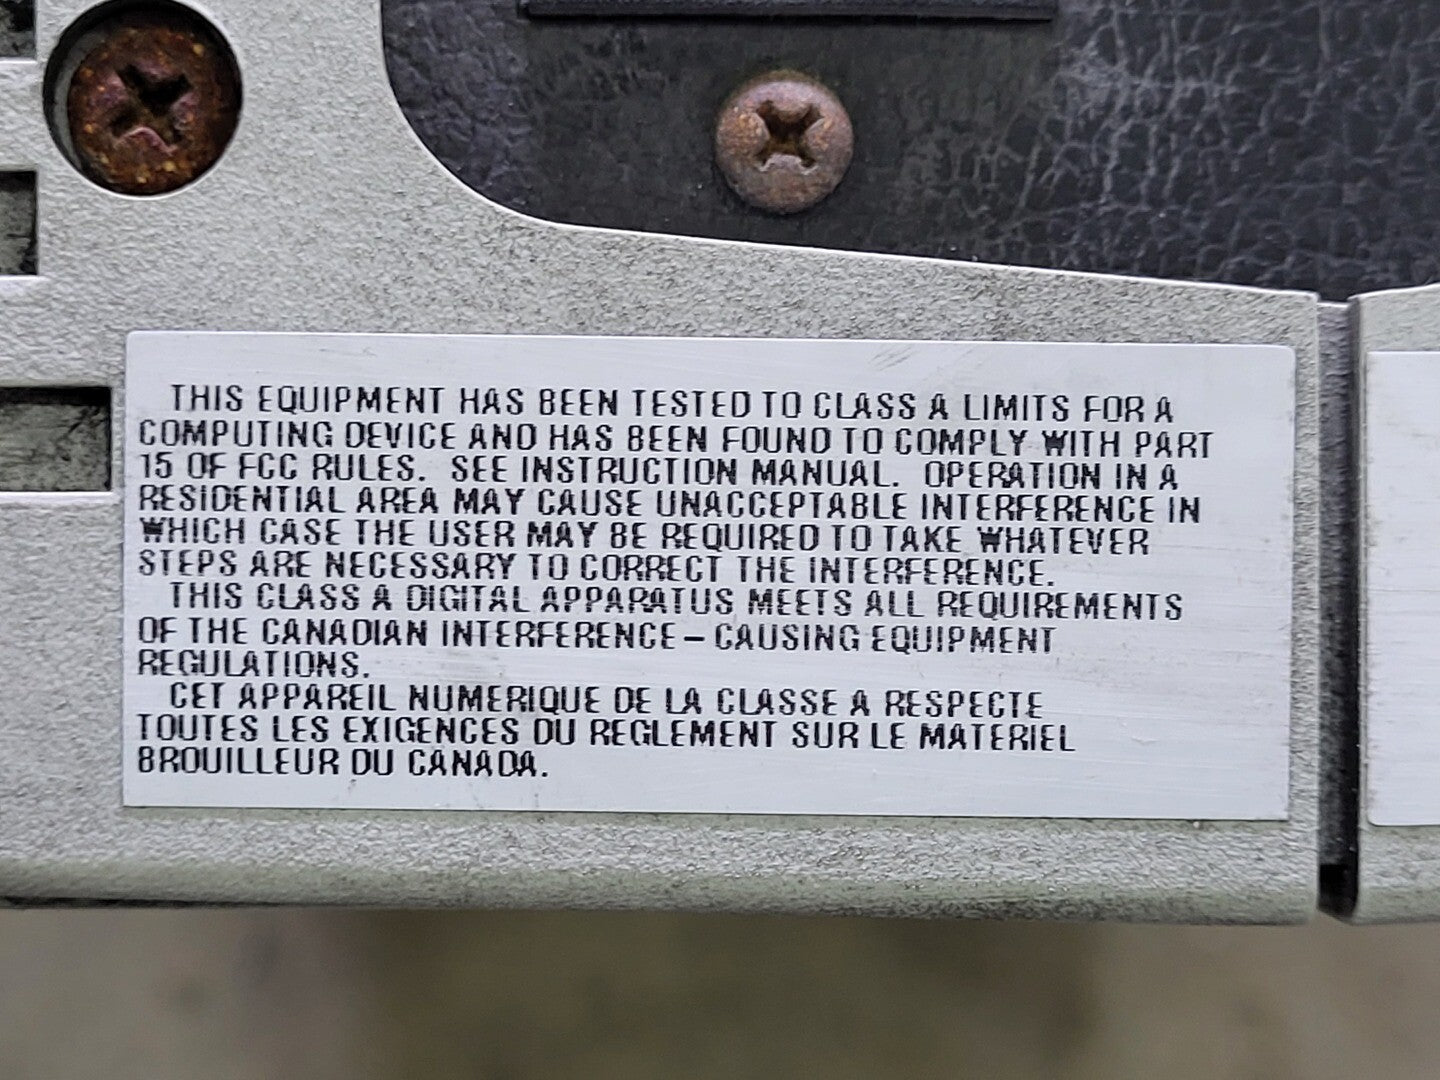 THIS EQUIPMENT HAS BEEN TESTED TO CLASS A LIMITS FOR A
COMPUTING DEVICE AND HAS BEEN FOUND TO COMPLY WITH PART
15 OF FCC RULES. SEE INSTRUCTION MANUAL. OPERATION IN A
RESIDENTIAL AREA MAY CAUSE UNACCEPTABLE INTERFERENCE IN
WHICH CASE THE USER MAY BE REQUIRED TO TAKE WHATEVER
STEPS ARE NECESSARY TO CORRECT THE INTERFERENCE.
THIS CLASS A DIGITAL APPARATUS MEETS ALL REQUIREMENTS
OF THE CANADIAN INTERFERENCE – CAUSING EQUIPMENT
REGULATIONS.
CET APPAREIL NUMERIQUE DE LA CLASSE A RESPECTE
TOUTES LES EXIGENCES DU REGLEMENT SUR LE MATERIEL
BROUILLEUR DU CANADA.